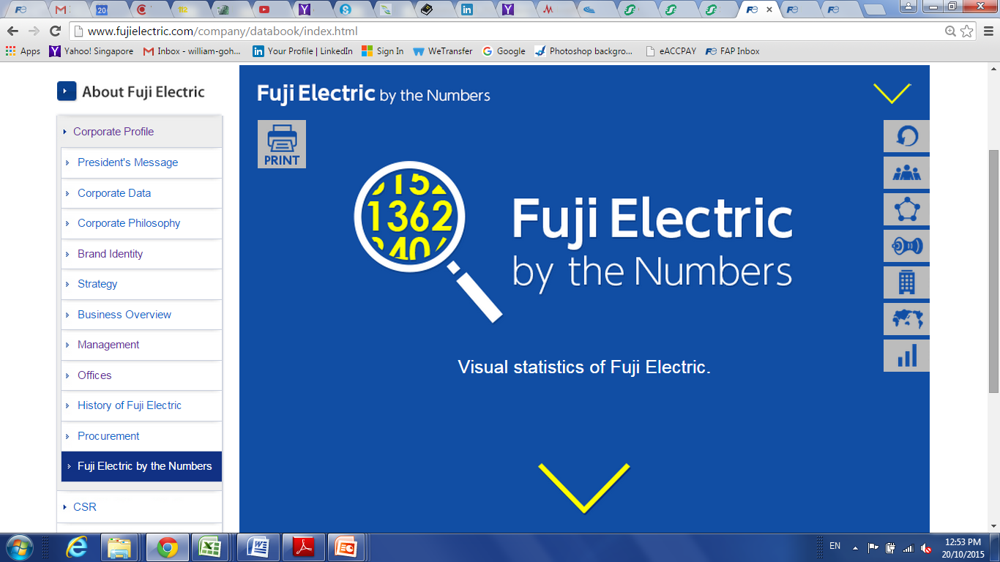 20
112
www.fujielectric.com/company/databook/index.html
Apps Yahoo! Singapore Inbox - william-goh... Your Profile | LinkedIn Sign In WeTransfer Google Photoshop backgro... eACCPAY FAP Inbox
About Fuji Electric
Corporate Profile
President's Message
Corporate Data
Corporate Philosophy
Brand Identity
Strategy
Business Overview
Management
Offices
History of Fuji Electric
Procurement
Fuji Electric by the Numbers
CSR
Fuji Electric by the Numbers
PRINT
1362
Fuji Electric
by the Numbers
Visual statistics of Fuji Electric.
EN
12:53 PM
20/10/2015